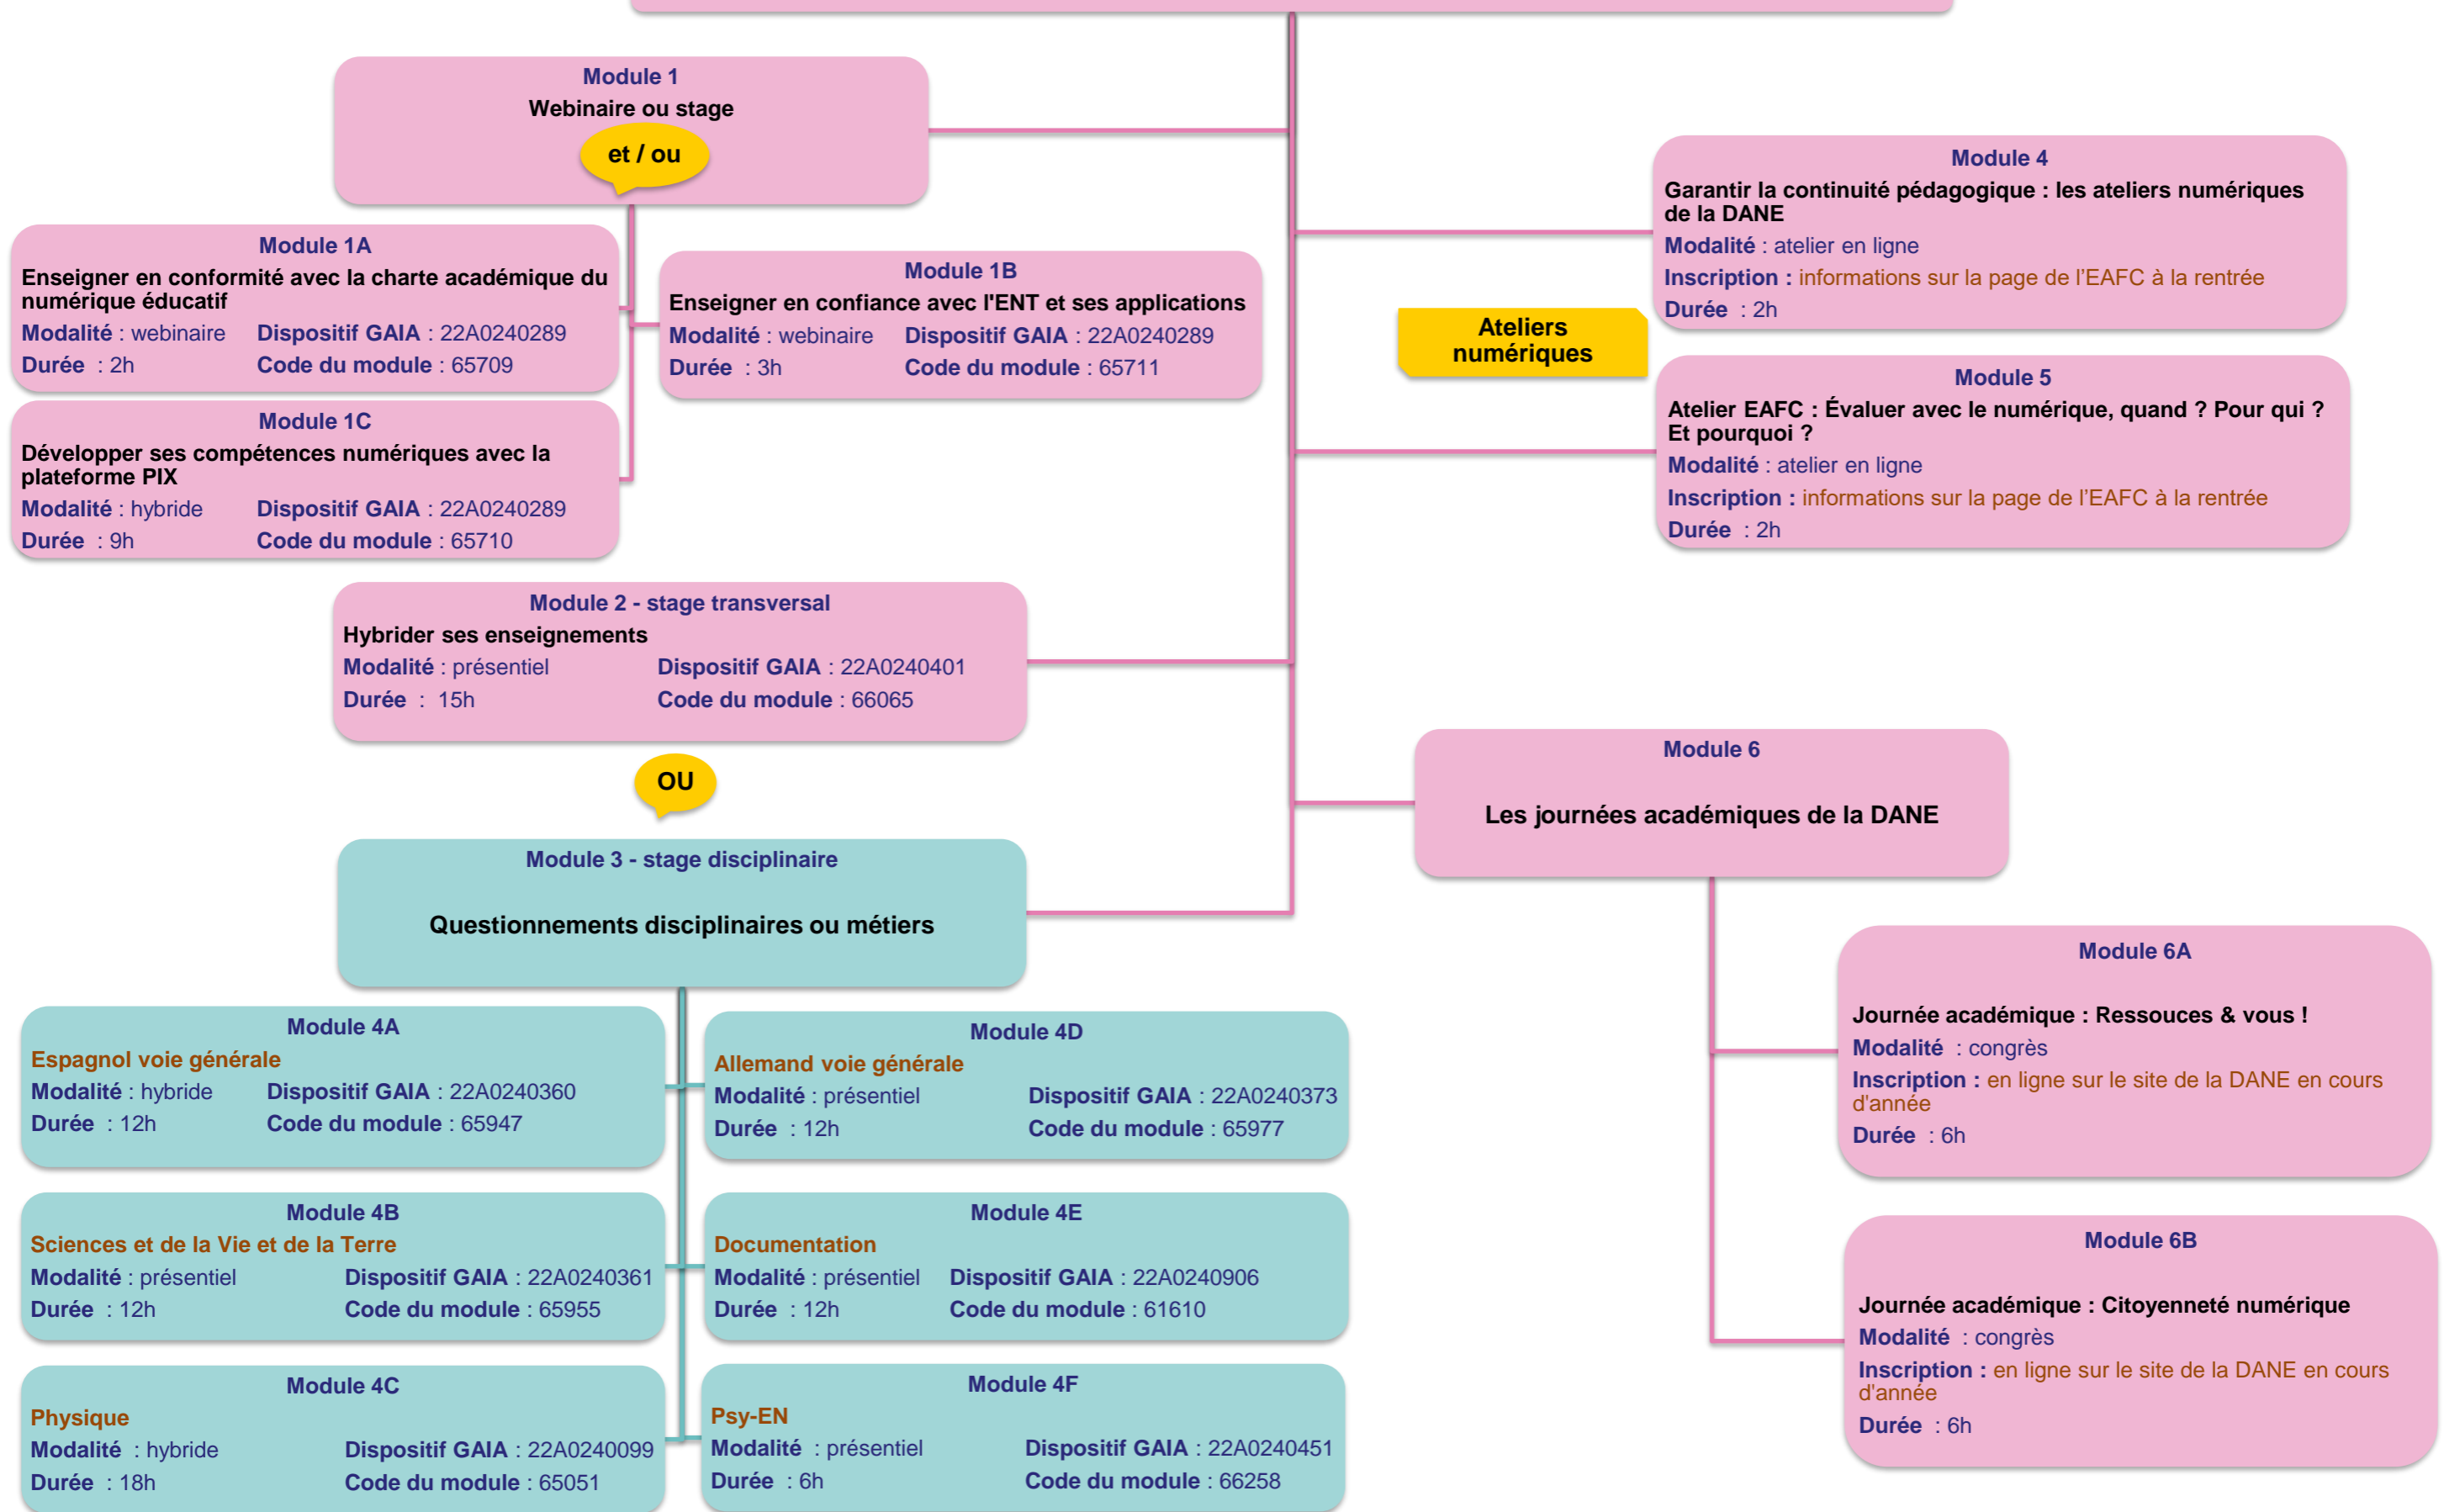 Module 1
Webinaire ou stage
et / ou
Module 1A
Enseigner en conformité avec la charte académique du
numérique éducatif
Modalité : webinaire Dispositif GAIA : 22A0240289
Durée : 2h Code du module : 65709
Module 1B
Enseigner en confiance avec l'ENT et ses applications
Modalité : webinaire Dispositif GAIA : 22A0240289
Durée : 3h Code du module : 65711
Module 1C
Développer ses compétences numériques avec la
plateforme PIX
Modalité : hybride Dispositif GAIA : 22A0240289
Durée : 9h Code du module : 65710
Module 2 - stage transversal
Hybrider ses enseignements
Modalité : présentiel Dispositif GAIA : 22A0240401
Durée : 15h Code du module : 66065
OU
Module 3 - stage disciplinaire
Questionnements disciplinaires ou métiers
Module 4A
Espagnol voie générale
Modalité : hybride Dispositif GAIA : 22A0240360
Durée : 12h Code du module : 65947
Module 4B
Sciences et de la Vie et de la Terre
Modalité : présentiel Dispositif GAIA : 22A0240361
Durée : 12h Code du module : 65955
Module 4C
Physique
Modalité : hybride Dispositif GAIA : 22A0240099
Durée : 18h Code du module : 65051
Module 4D
Allemand voie générale
Modalité : présentiel Dispositif GAIA : 22A0240373
Durée : 12h Code du module : 65977
Module 4E
Documentation
Modalité : présentiel Dispositif GAIA : 22A0240906
Durée : 12h Code du module : 61610
Module 4F
Psy-EN
Modalité : présentiel Dispositif GAIA : 22A0240451
Durée : 6h Code du module : 66258
Ateliers
numériques
Module 4
Garantir la continuité pédagogique : les ateliers numériques
de la DANE
Modalité : atelier en ligne
Inscription : informations sur la page de l'EAFC à la rentrée
Durée : 2h
Module 5
Atelier EAFC : Évaluer avec le numérique, quand ? Pour qui ?
Et pourquoi ?
Modalité : atelier en ligne
Inscription : informations sur la page de l'EAFC à la rentrée
Durée : 2h
Module 6
Les journées académiques de la DANE
Module 6A
Journée académique : Ressouces & vous !
Modalité : congrès
Inscription : en ligne sur le site de la DANE en cours
d'année
Durée : 6h
Module 6B
Journée académique : Citoyenneté numérique
Modalité : congrès
Inscription : en ligne sur le site de la DANE en cours
d'année
Durée : 6h